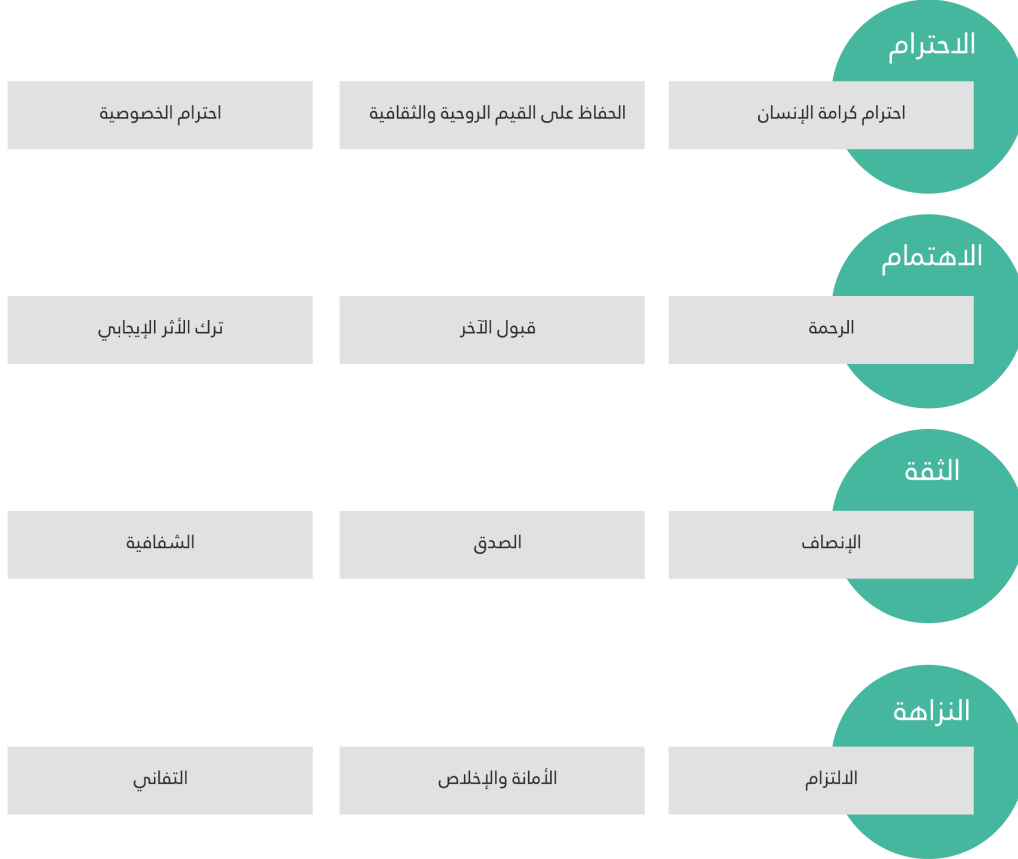 الاحترام
احترام كرامة الإنسان
الحفاظ على القيم الروحية والثقافية
احترام الخصوصية
الاهتمام
الرحمة
قبول الآخر
ترك الأثر الإيجابي
الثقة
الإنصاف
الصدق
الشفافية
النزاهة
الالتزام
الأمانة والإخلاص
التفاني